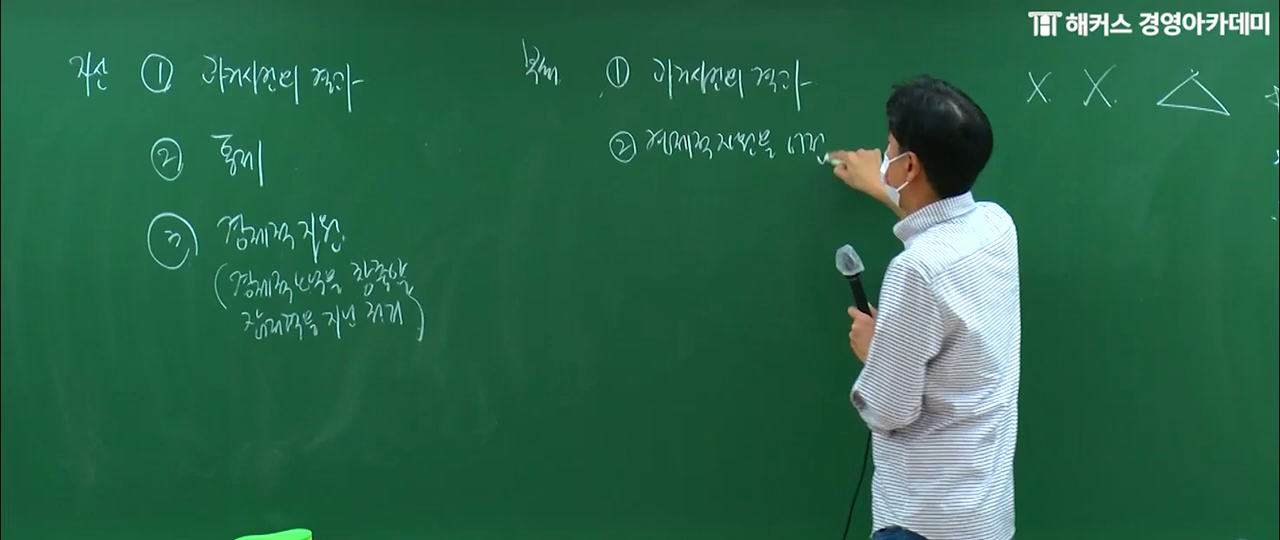 해커스 경영아카데미
자산 ① 과거사건의 결과
② 통제
③ 경제적 자원
(경제적 효익을 창출할
잠재력을 지닌 권리)
부채 ① 과거사건의 결과
② 경제적자원을 이전
X X △